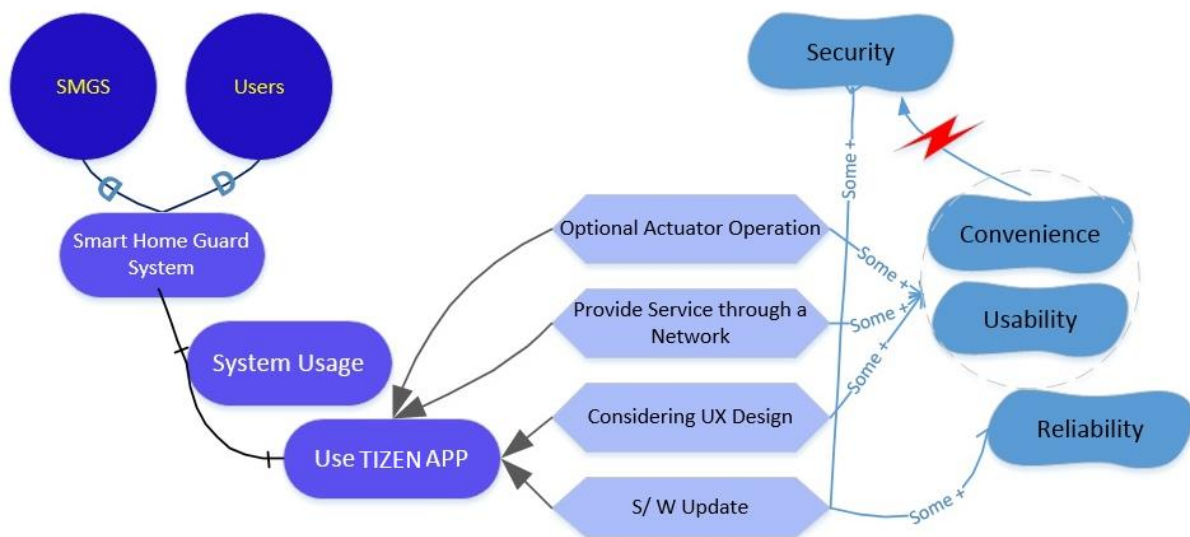 SMGS
Users
Security
D
D
Smart Home Guard
System
Some +
Optional Actuator Operation
Some +
Convenience
Provide Service through a
Network
Some +
Usability
System Usage
Some +
Considering UX Design
Reliability
Use TIZEN APP
S/ W Update
Some +